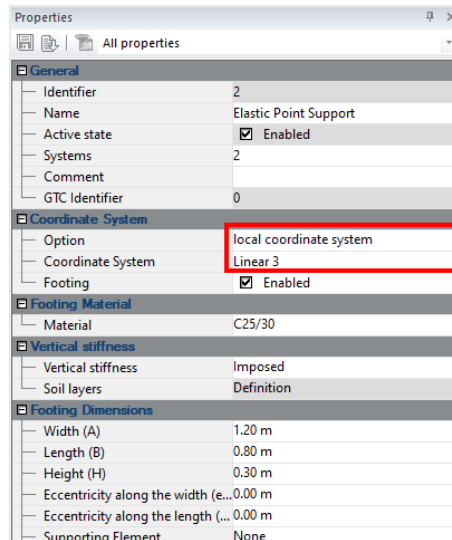 Properties
All properties
General
Identifier 2
Name Elastic Point Support
Active state Enabled
Systems 2
Comment
GTC Identifier 0
Coordinate System
Option local coordinate system
Coordinate System Linear 3
Footing Enabled
Footing Material
Material C25/30
Vertical stiffness
Vertical stiffness Imposed
Soil layers Definition
Footing Dimensions
Width (A) 1.20 m
Length (B) 0.80 m
Height (H) 0.30 m
Eccentricity along the width (e... 0.00 m
Eccentricity along the length (... 0.00 m
Supporting Element None